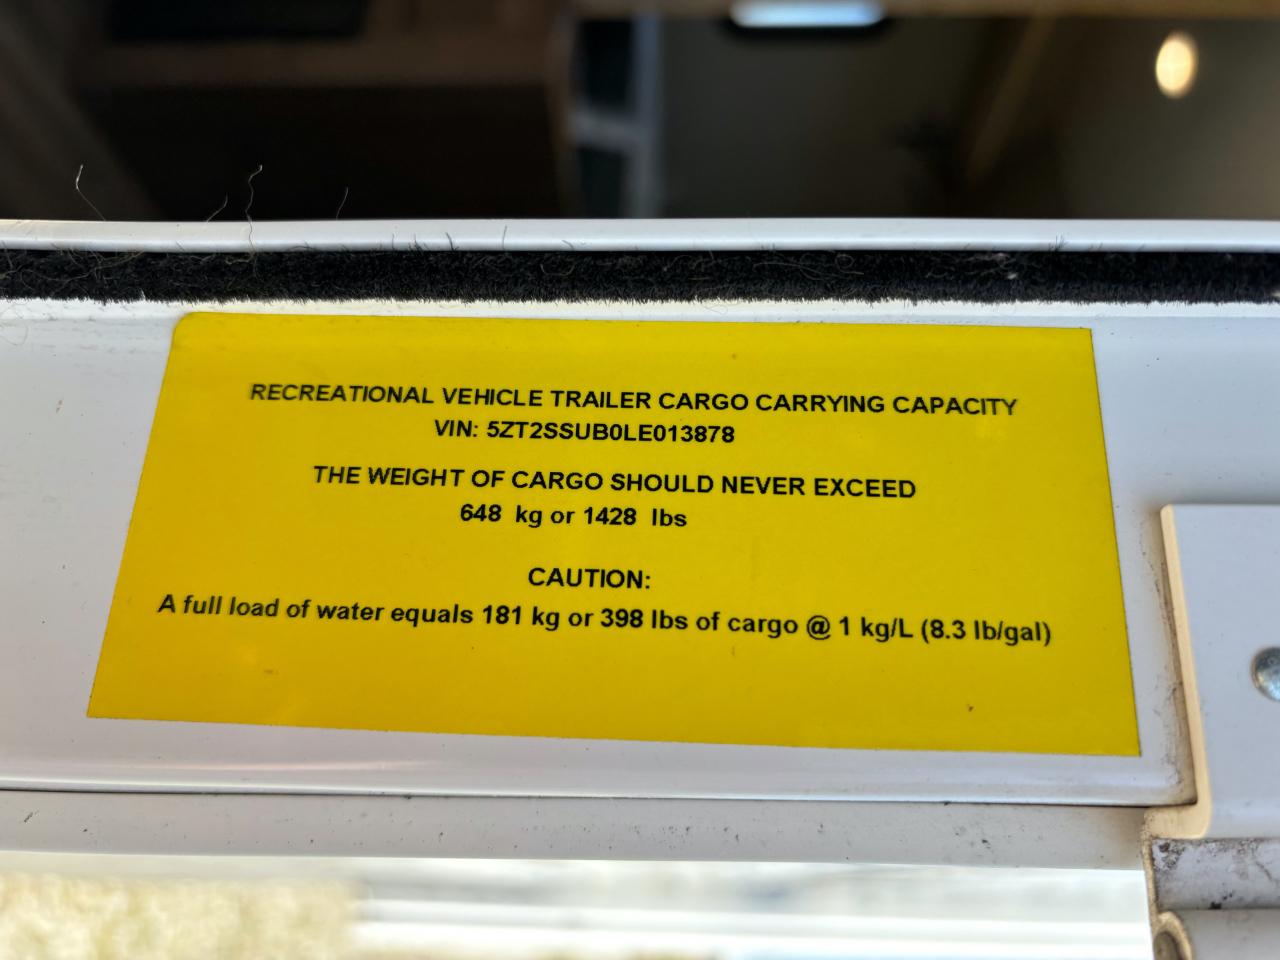 RECREATIONAL VEHICLE TRAILER CARGO CARRYING CAPACITY
VIN: 5ZT2SSUB0LE013878
THE WEIGHT OF CARGO SHOULD NEVER EXCEED
648 kg or 1428 lbs
CAUTION:
A full load of water equals 181 kg or 398 lbs of cargo @ 1 kg/L (8.3 lb/gal)